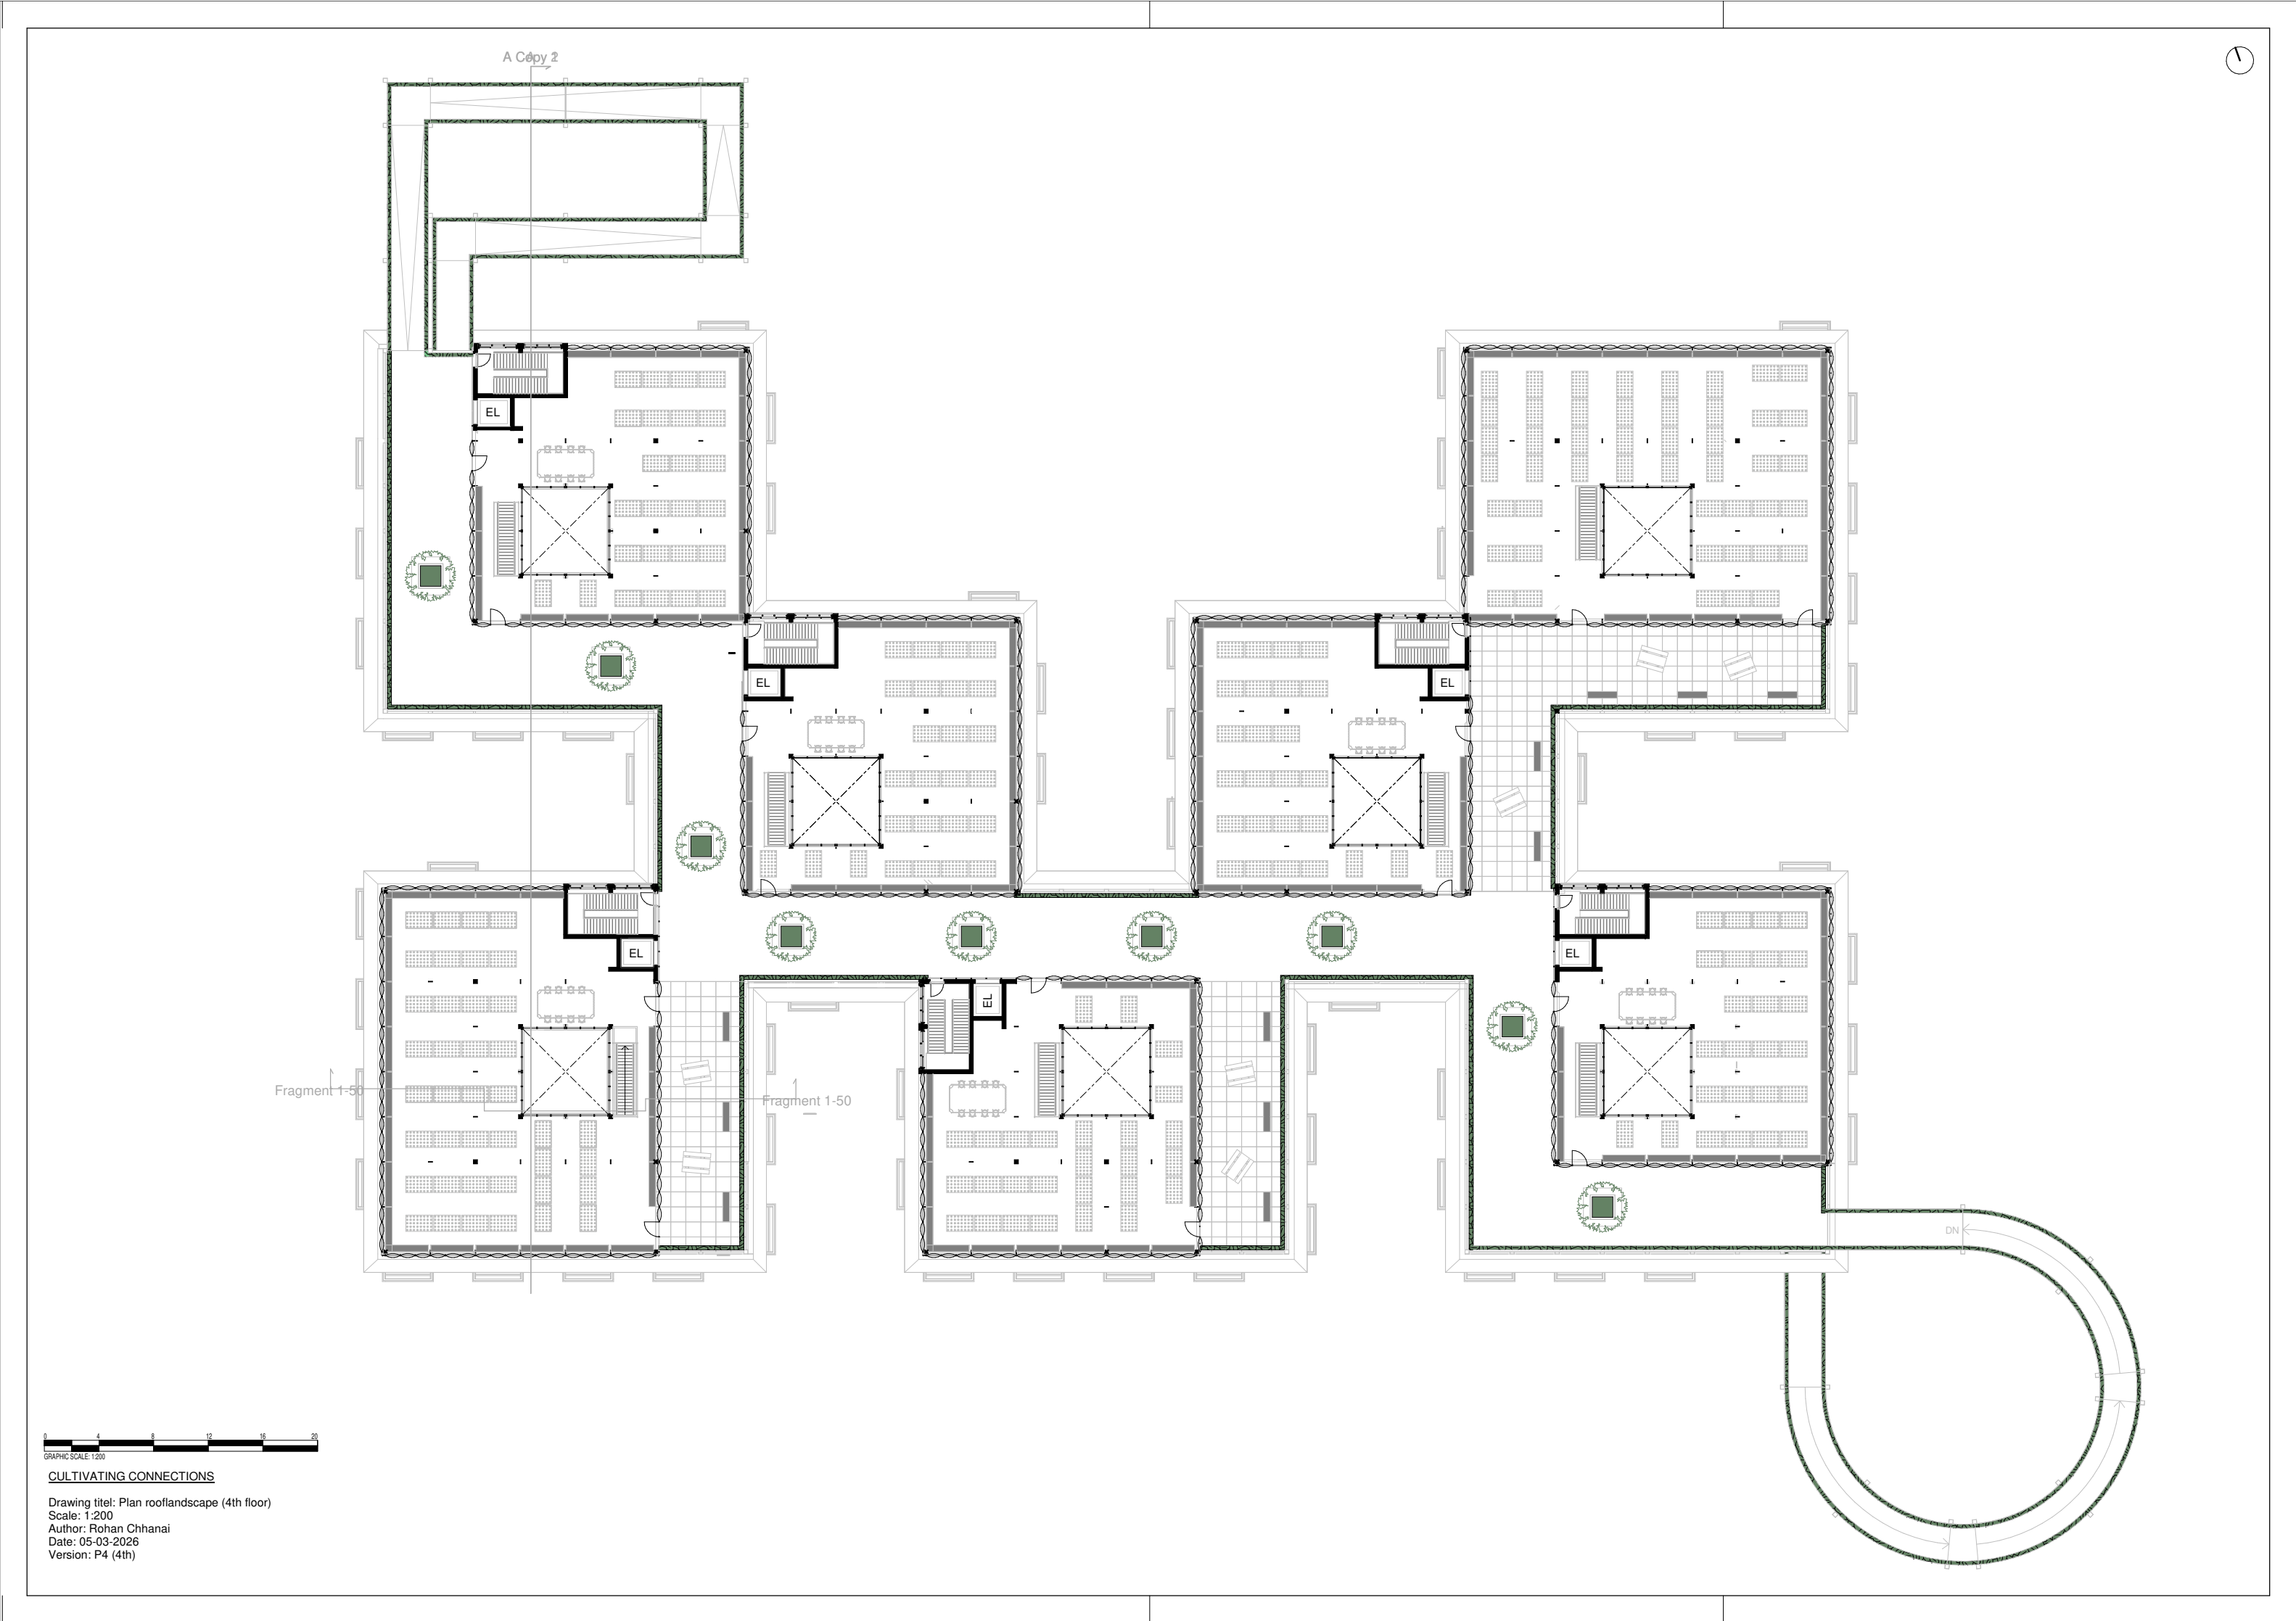 A Copy 2
EL
EL
EL
EL
EL
EL
Fragment 1-50
Fragment 1-50
DN
0 4 8 12 16 20
GRAPHIC SCALE: 1:200
CULTIVATING CONNECTIONS
Drawing titel: Plan rooflandscape (4th floor)
Scale: 1:200
Author: Rohan Chhanai
Date: 05-03-2026
Version: P4 (4th)